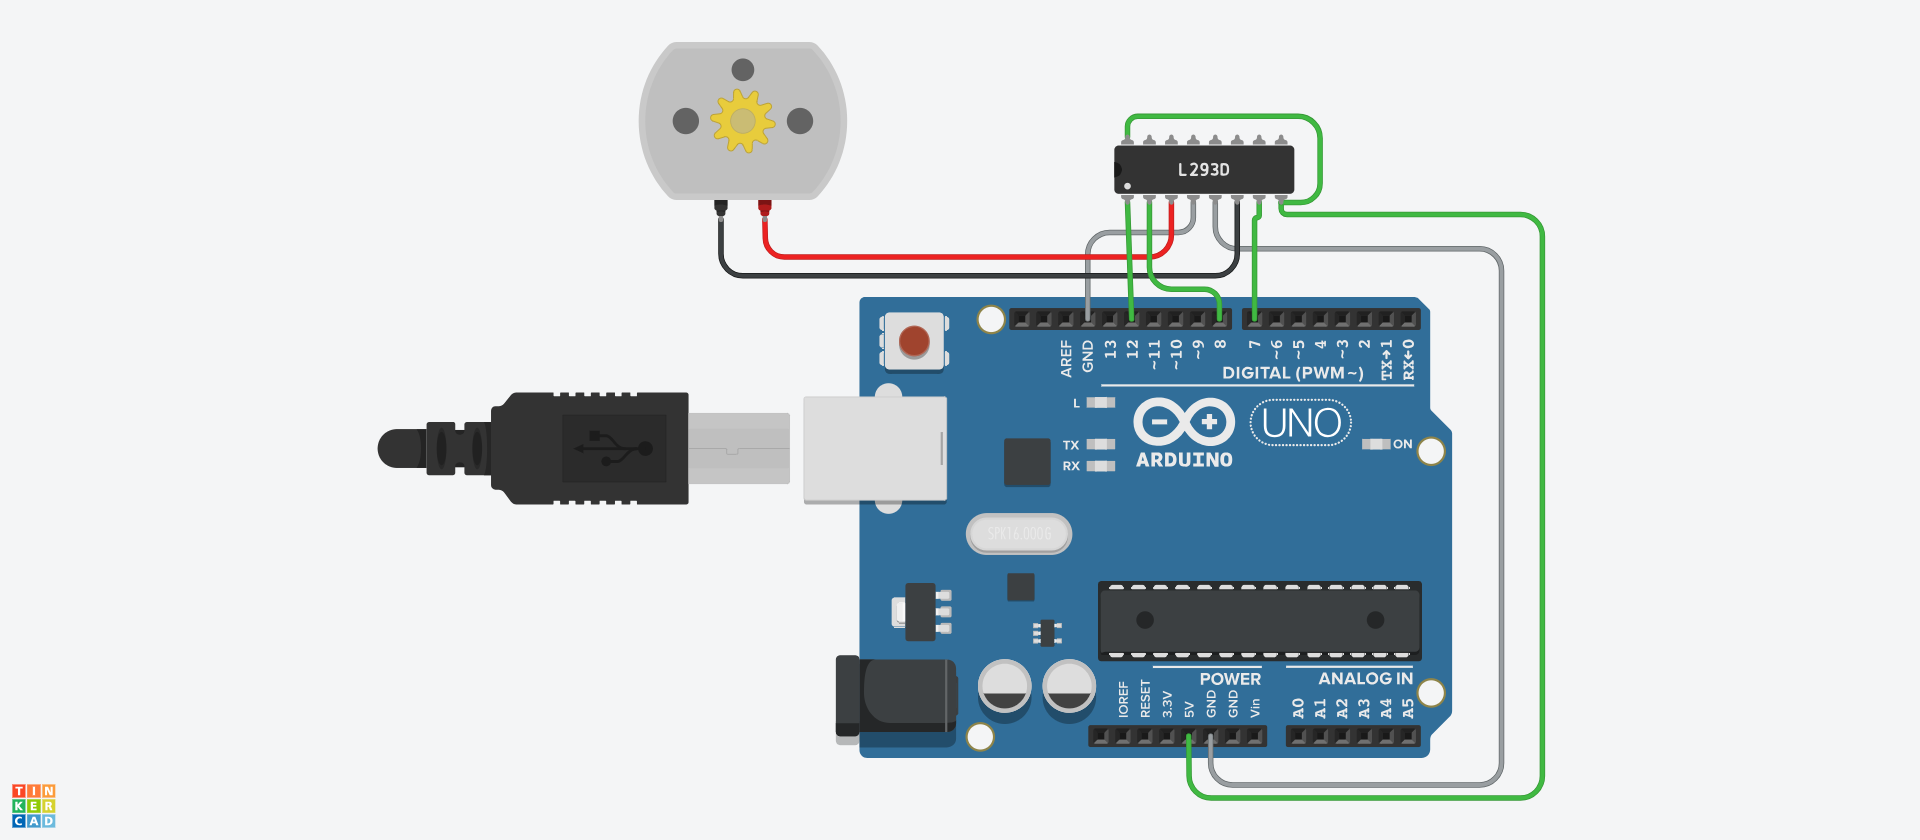 L293D
AREF
GND
13
12
~11
~10
~9
8
7
~6
~5
4
~3
2
TX→1
RX←0
DIGITAL (PWM~)
L
TX
RX
ARDUINO
UNO
ON
SPKT6.000G
POWER
ANALOG IN
IOREF
RESET
3.3V
5V
GND
GND
Vin
A0
A1
A2
A3
A4
A5
TIN
KER
CAD